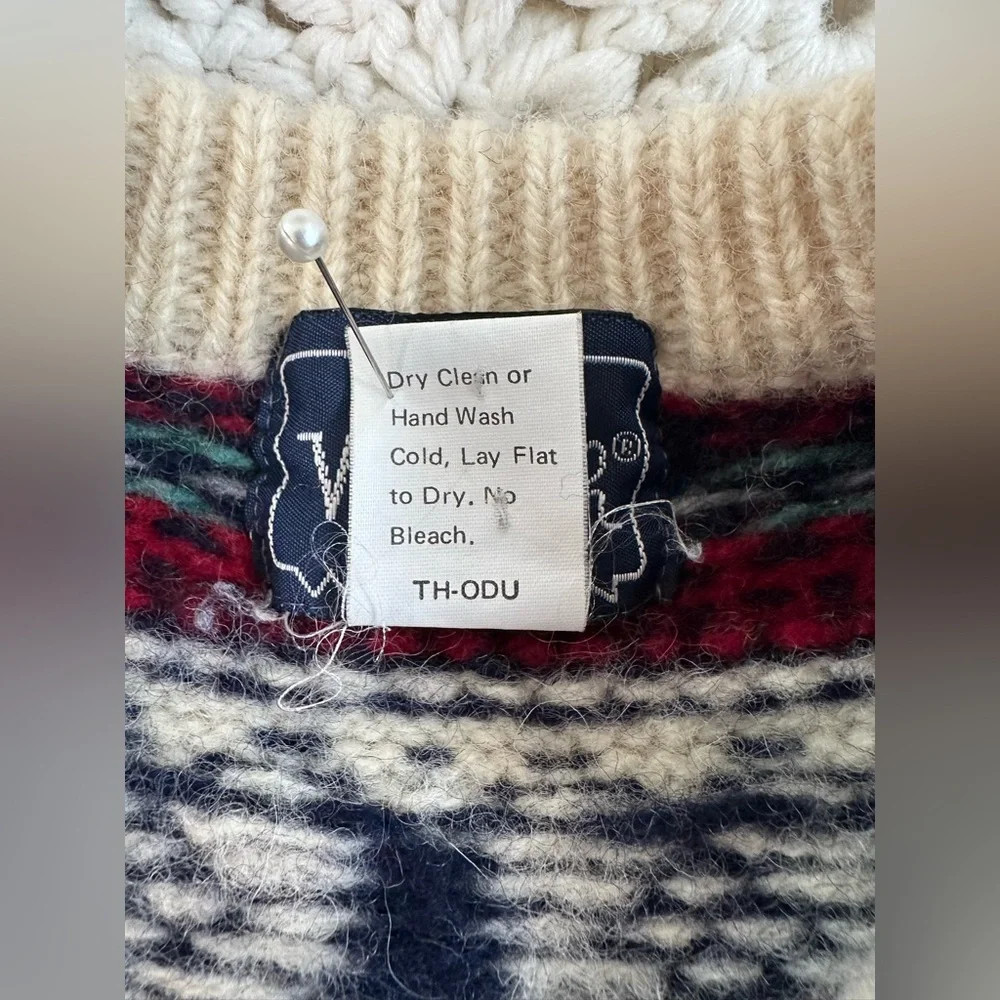 Dry Clean or
Hand Wash
Cold, Lay Flat
to Dry. No
Bleach.
TH-ODU